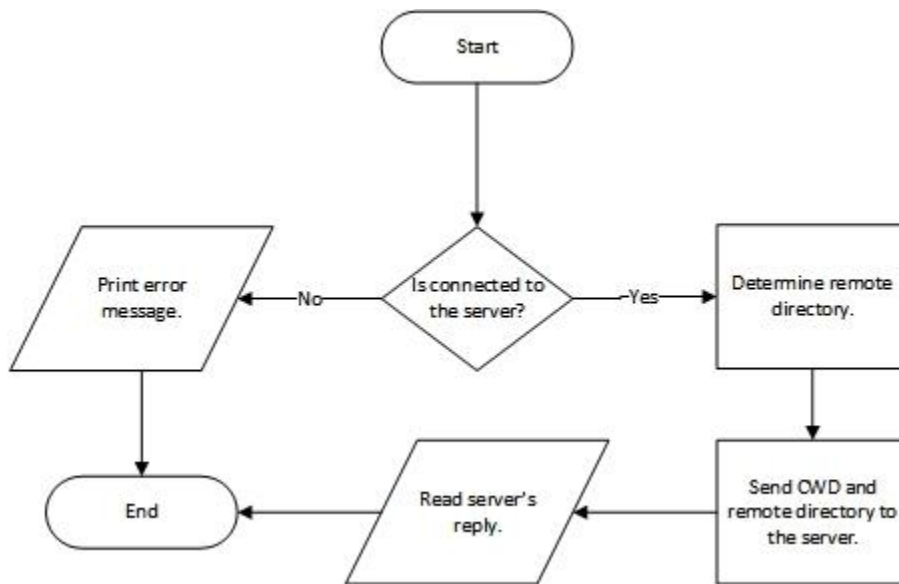 Start
Is connected to
the server?
No
Yes
Print error
message.
Determine remote
directory.
Send CWD and
remote directory to
the server.
Read server's
reply.
End